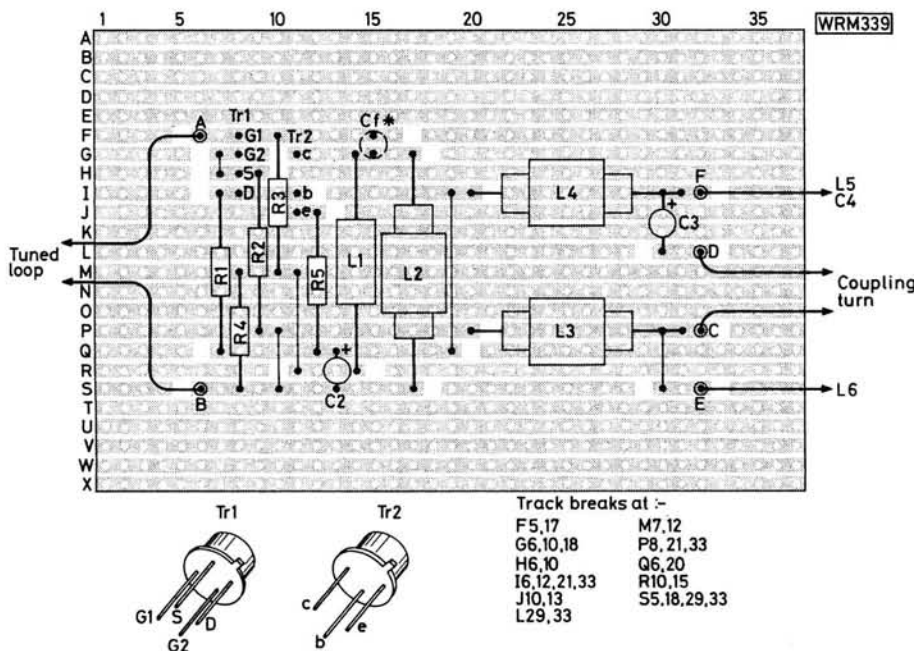 1 5 10 15 20 25 30 35 WRM339
A
B
C
D
E
F
G
H
I
J
K
L
M
N
O
P
Q
R
S
T
U
V
W
X
A Tr1 Cf*
G1 Tr2
G2 c
S
D b
e
R3
R1
R2
R4
R5
L1
L2
L4
F
L5
C4
+
C3
D
Tuned
loop
Coupling
turn
L3
C
+
C2
B
E
L6
Tr1 Tr2
G1
S
D
G2
c
b
e
Track breaks at :-
F5,17 M7,12
G6,10,18 P8,21,33
H6,10 Q6,20
I6,12,21,33 R10,15
J10,13 S5,18,29,33
L29,33